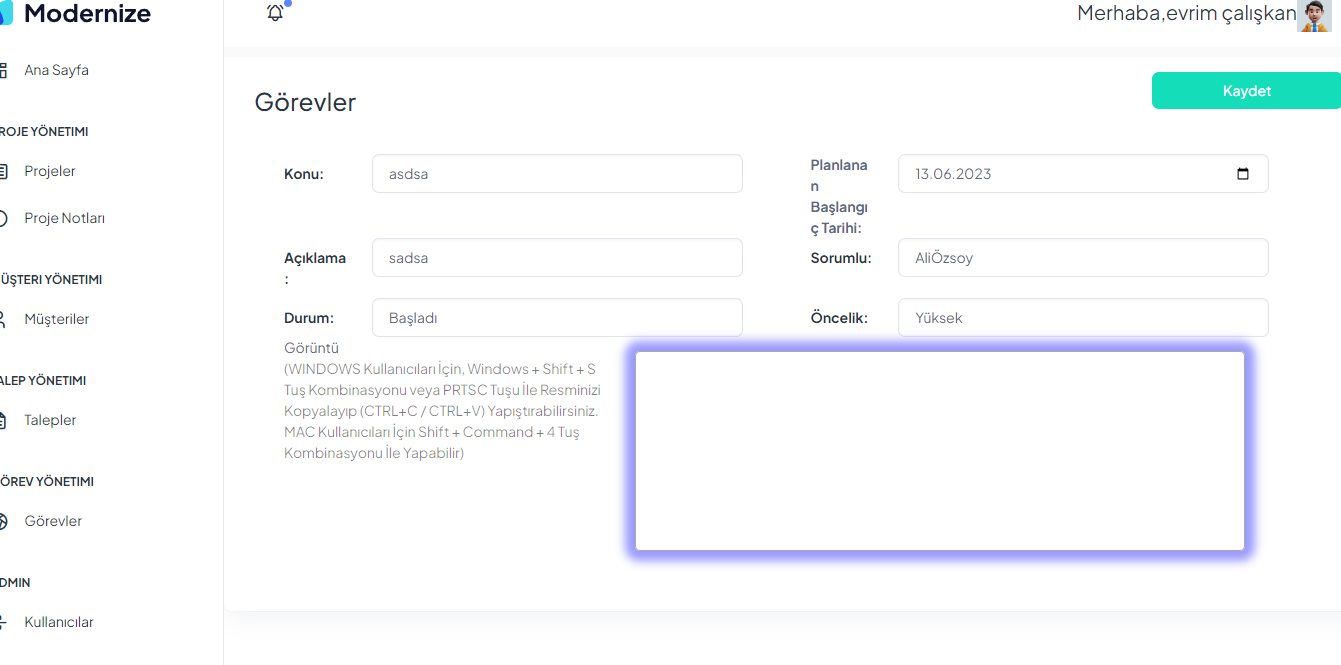 Modernize
Merhaba,evrim çalışkan
Ana Sayfa
ROJE YÖNETIMI
Projeler
Proje Notları
ÜŞTERI YÖNETIMI
Müşteriler
ALEP YÖNETIMI
Talepler
ÖREV YÖNETIMI
Görevler
DMIN
Kullanıcılar
Görevler
Kaydet
Konu:
asdsa
Planlana
n
Başlangı
ç Tarihi:
13.06.2023
Açıklama
:
sadsa
Sorumlu:
AliÖzsoy
Durum:
Başladı
Öncelik:
Yüksek
Görüntü
(WINDOWS Kullanıcıları İçin, Windows + Shift + S
Tuş Kombinasyonu veya PRTSC Tuşu İle Resminizi
Kopyalayıp (CTRL+C / CTRL+V) Yapıştırabilirsiniz.
MAC Kullanıcıları İçin Shift + Command + 4 Tuş
Kombinasyonu İle Yapabilir)